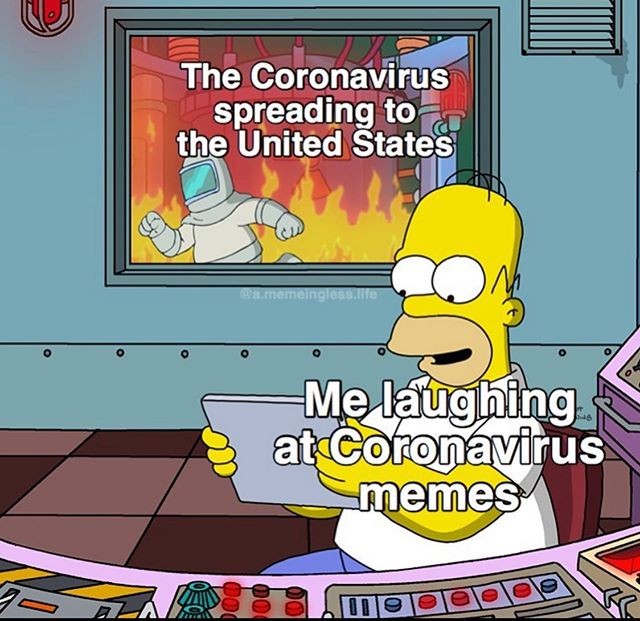 The Coronavirus
spreading to
the United States
@a.memeingless.life
Me laughing
at Coronavirus
memes